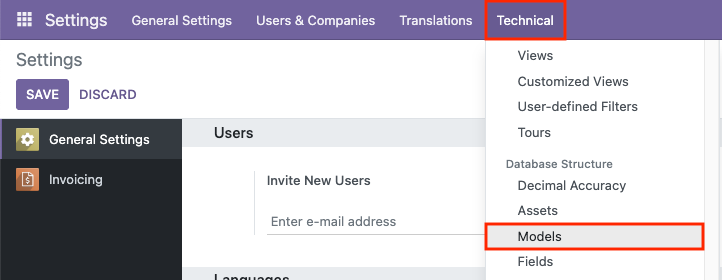 Settings General Settings Users & Companies Translations Technical
Settings
SAVE DISCARD
General Settings
Invoicing
Users
Invite New Users
Enter e-mail address
Languages
Views
Customized Views
User-defined Filters
Tours
Database Structure
Decimal Accuracy
Assets
Models
Fields